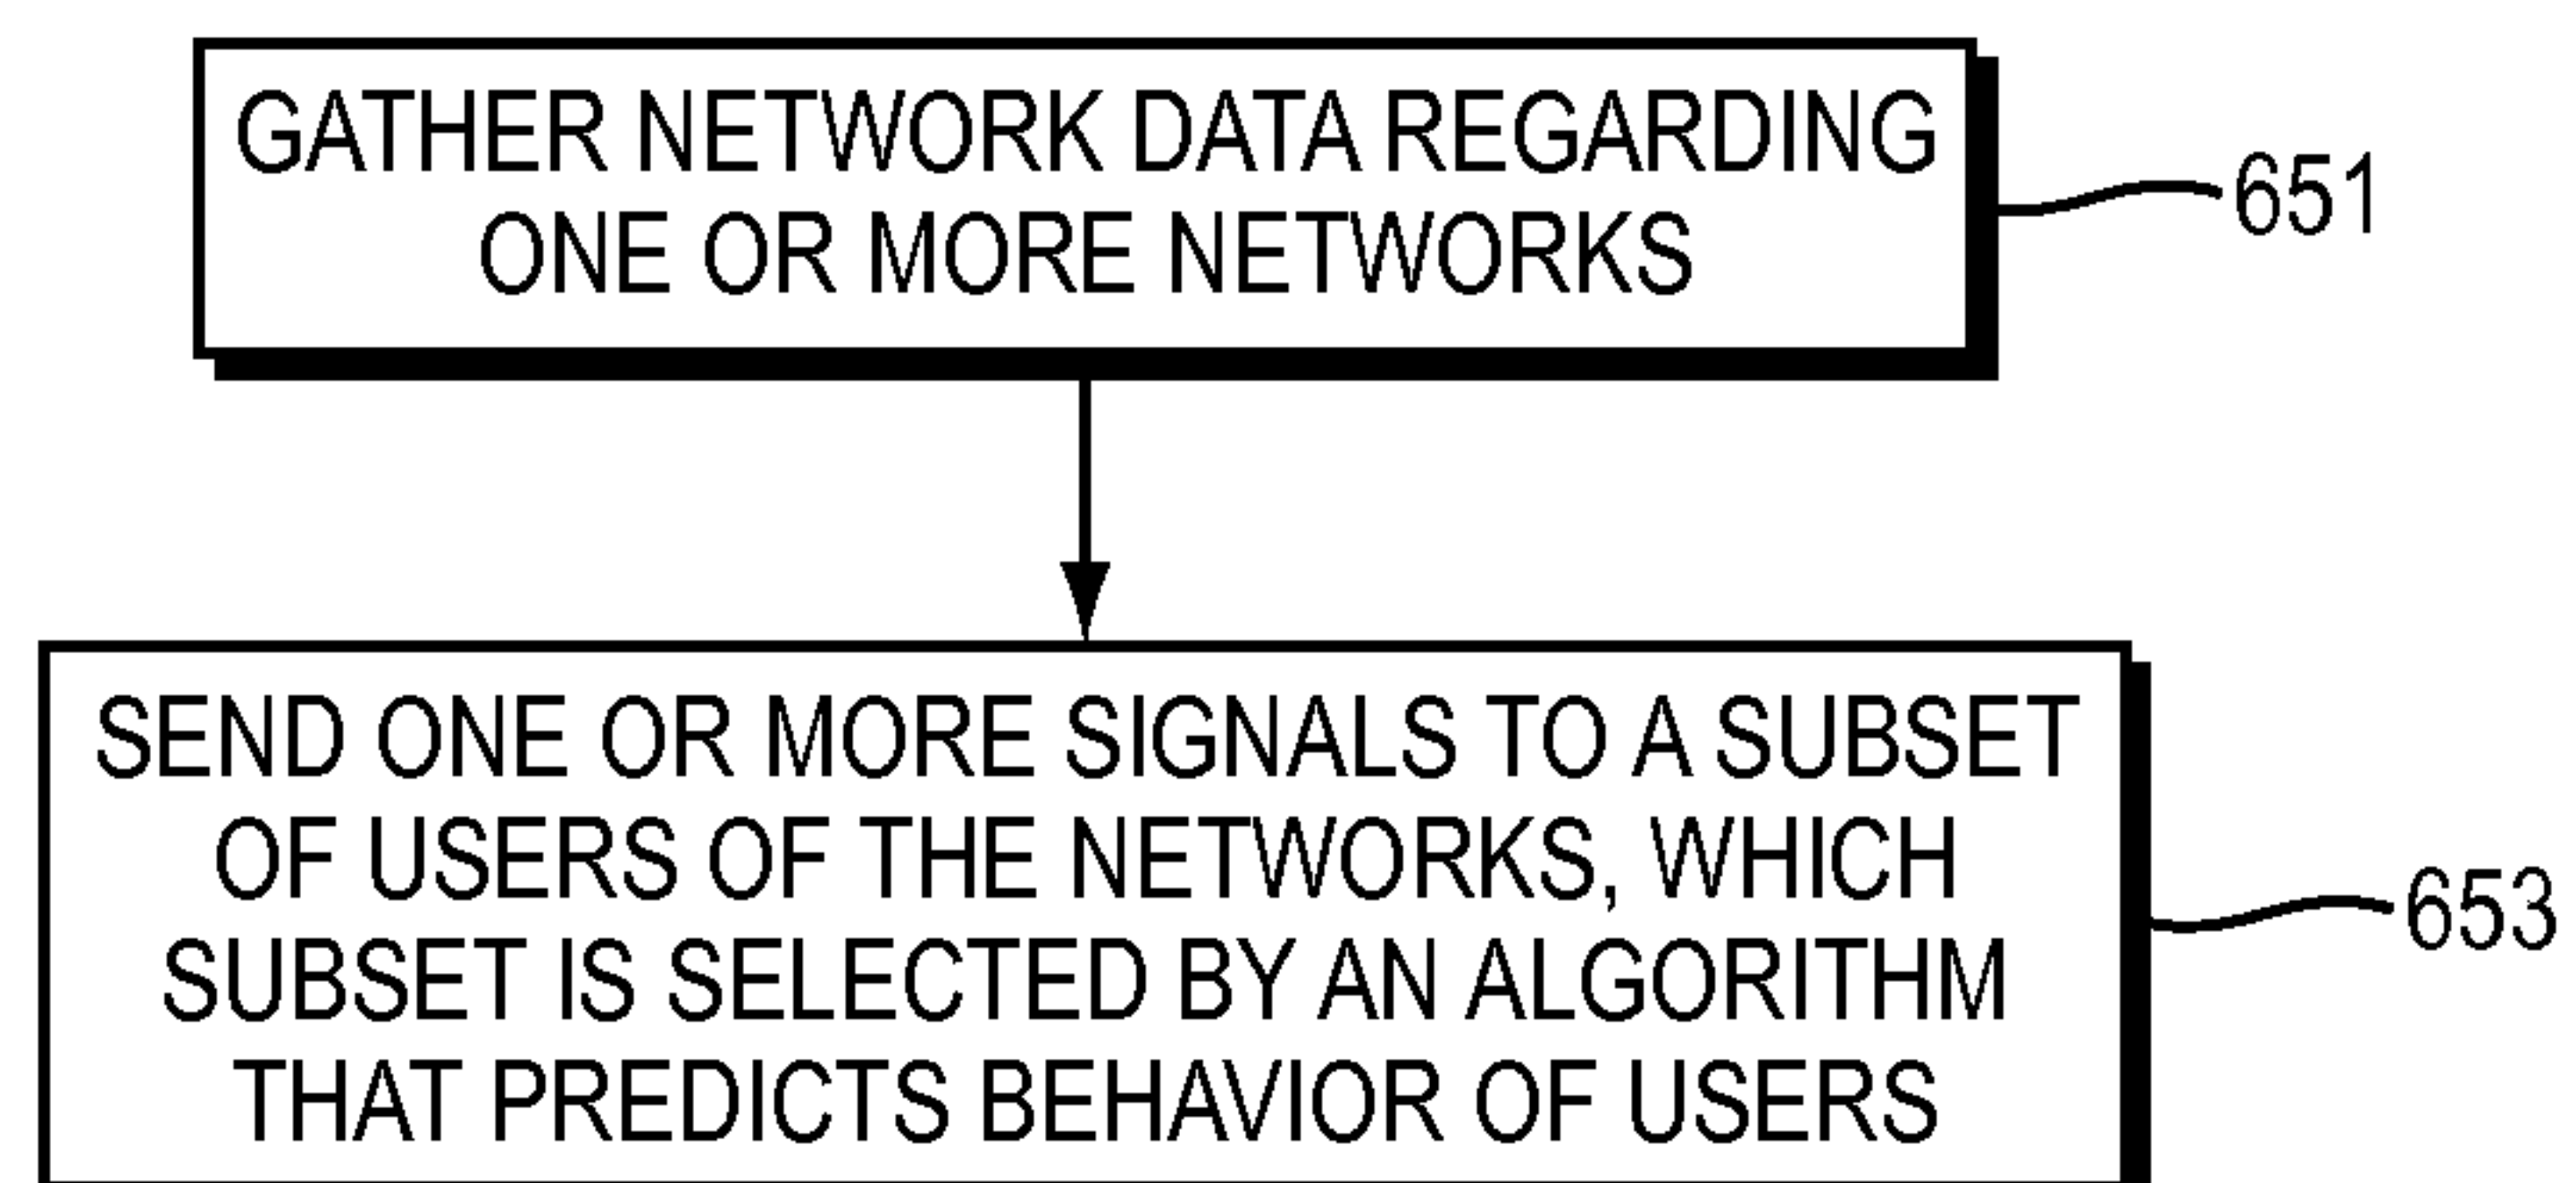 GATHER NETWORK DATA REGARDING
ONE OR MORE NETWORKS
651
SEND ONE OR MORE SIGNALS TO A SUBSET
OF USERS OF THE NETWORKS, WHICH
SUBSET IS SELECTED BY AN ALGORITHM
THAT PREDICTS BEHAVIOR OF USERS
653